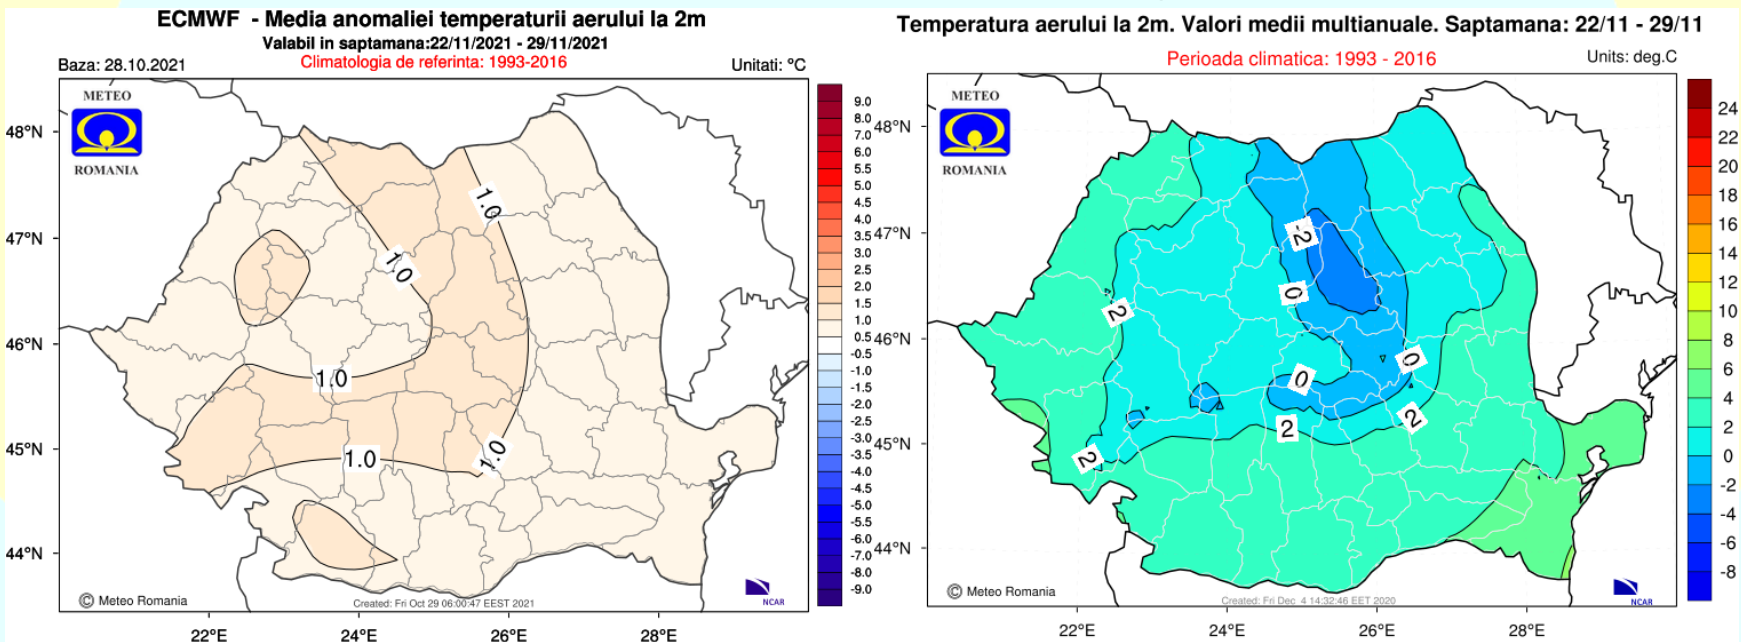 ECMWF - Media anomaliei temperaturii aerului la 2m
Valabil in saptamana:22/11/2021 - 29/11/2021
Climatologia de referinta: 1993-2016
Baza: 28.10.2021
Unitati: °C
METEO
ROMANIA
48°N
47°N
46°N
45°N
44°N
22°E
24°E
26°E
28°E
1.0
1.0
1.0
1.0
1.0
9.0
8.0
7.0
6.0
5.0
4.5
4.0
3.5
3.0
2.5
2.0
1.5
1.0
0.5
-0.5
-1.0
-1.5
-2.0
-2.5
-3.0
-3.5
-4.0
-4.5
-5.0
-5.5
-6.0
-7.0
-8.0
-9.0
© Meteo Romania
Created: Fri Oct 29 06:00:47 EEST 2021
NCAR
Temperatura aerului la 2m. Valori medii multianuale. Saptamana: 22/11 - 29/11
Perioada climatica: 1993 - 2016
Units: deg.C
METEO
ROMANIA
48°N
47°N
46°N
45°N
44°N
22°E
24°E
26°E
28°E
-2
0
2
0
0
2
2
2
24
22
20
18
16
14
12
10
8
6
4
2
0
-2
-4
-6
-8
© Meteo Romania
Created: Fri Dec 4 14:32:46 EET 2020
NCAR